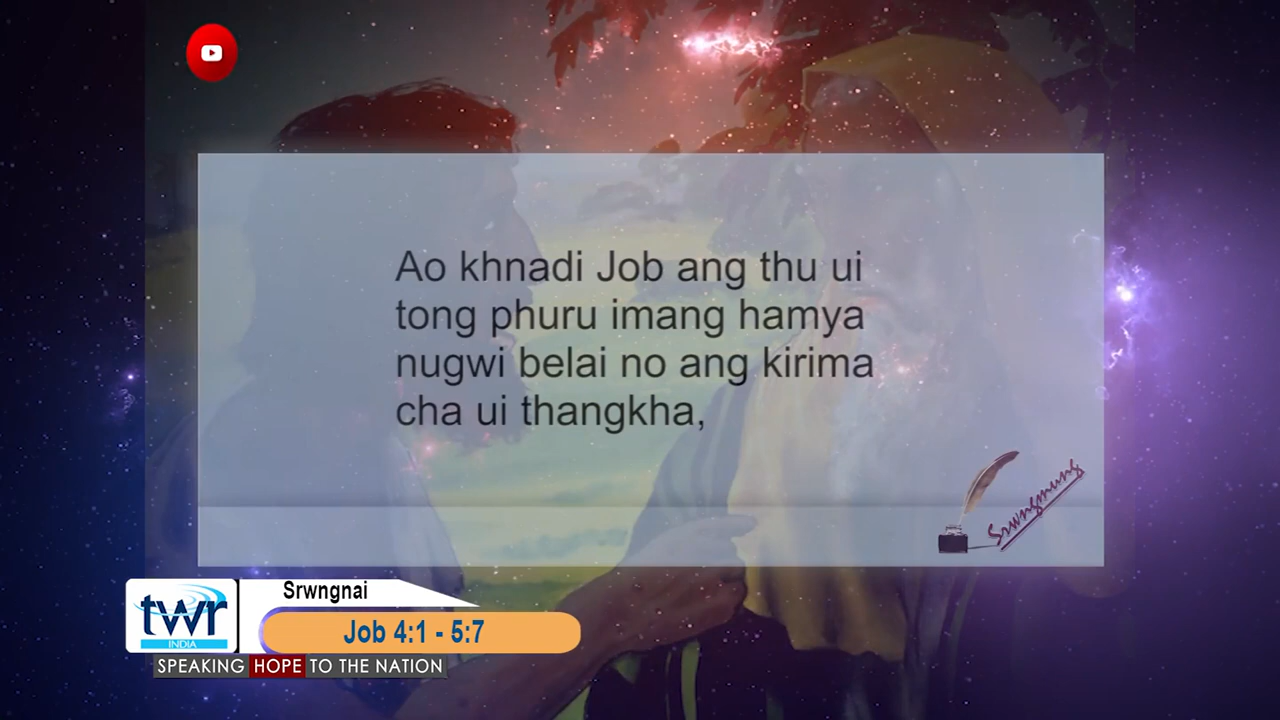 Ao khnadi Job ang thu ui
tong phuru imang hamya
nugwi belai no ang kirima
cha ui thangkha,
Srwngmung
twr
INDIA
Srwngnai
Job 4:1 - 5:7
SPEAKING HOPE TO THE NATION